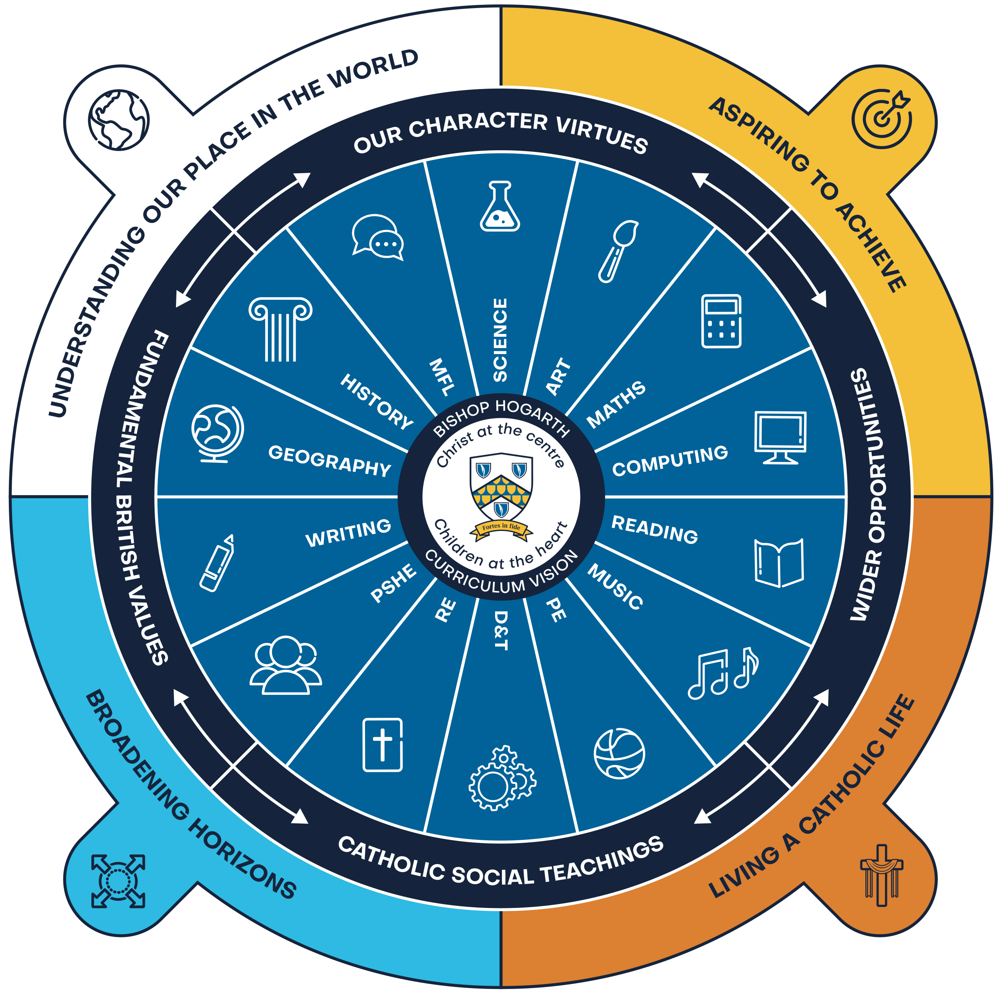 UNDERSTANDING OUR PLACE IN THE WORLD
ASPIRING TO ACHIEVE
LIVING A CATHOLIC LIFE
BROADENING HORIZONS
OUR CHARACTER VIRTUES
WIDER OPPORTUNITIES
CATHOLIC SOCIAL TEACHINGS
FUNDAMENTAL BRITISH VALUES
SCIENCE
ART
MATHS
COMPUTING
READING
MUSIC
PE
D&T
RE
PSHE
WRITING
GEOGRAPHY
HISTORY
MFL
BISHOP HOGARTH
Christ at the centre
Fortes in fide
Children at the heart
CURRICULUM VISION